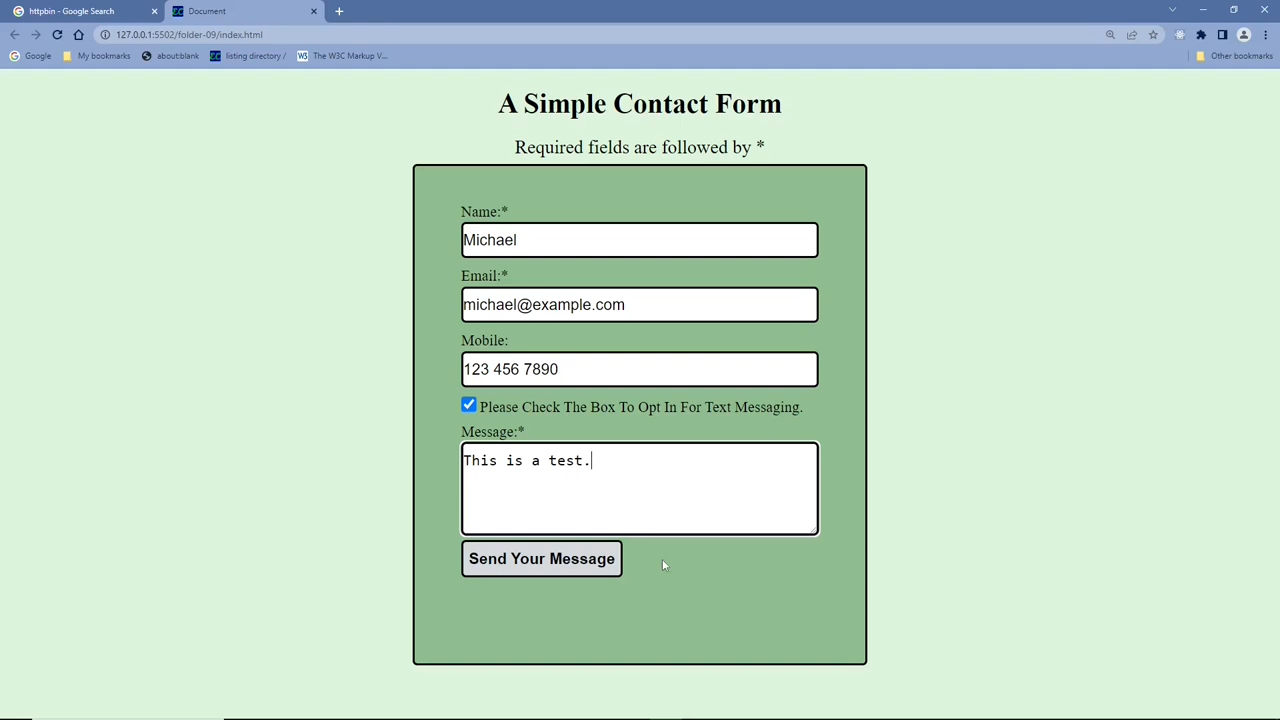 httpbin - Google Search
Document
127.0.0.1:5502/folder-09/index.html
Google
My bookmarks
about:blank
listing directory /
The W3C Markup V...
Other bookmarks
A Simple Contact Form
Required fields are followed by *
Name:*
Michael
Email:*
michael@example.com
Mobile:
123 456 7890
Please Check The Box To Opt In For Text Messaging.
Message:*
This is a test.
Send Your Message